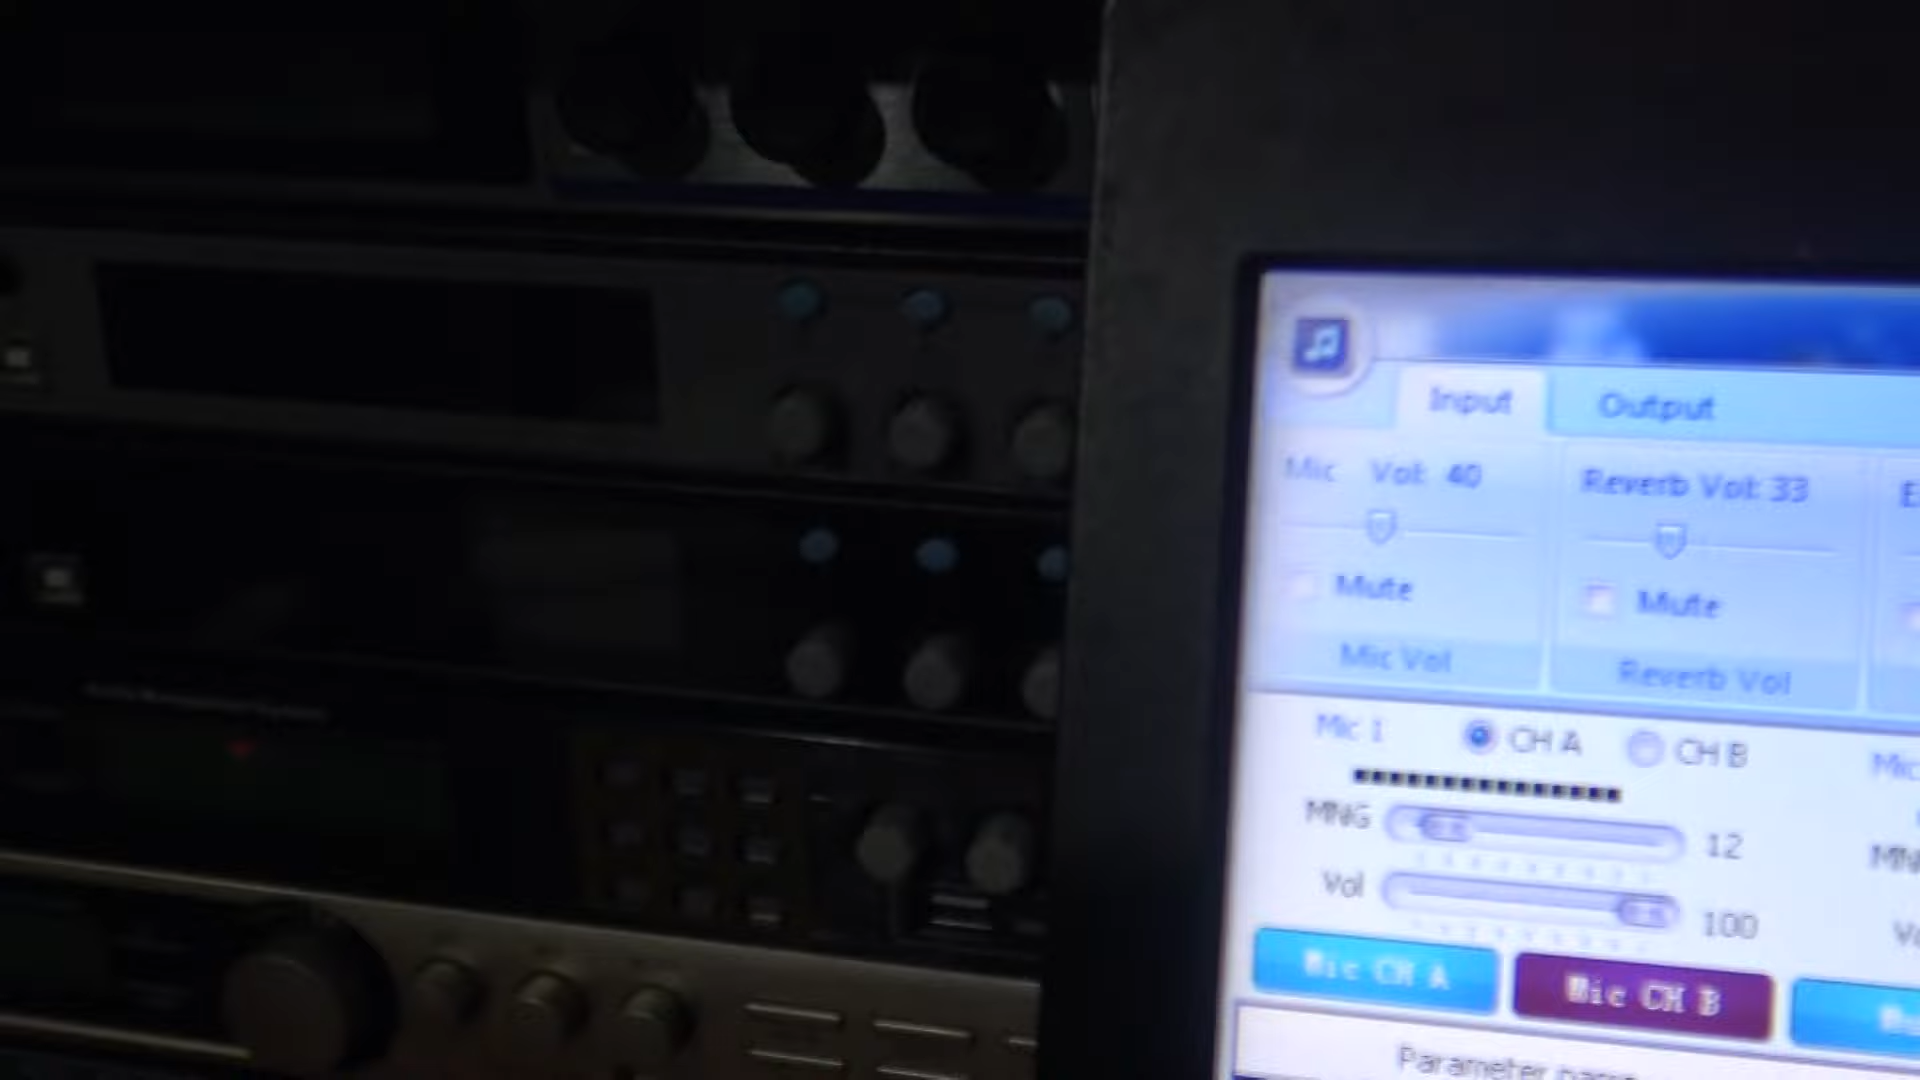 Input Output
Mic Vol: 40 Reverb Vol: 33
Mute Mute
Mic Vol Reverb Vol
Mic 1 CH A CH B
MNG 12
Vol 100
Mic CH A Mic CH B
Parameter